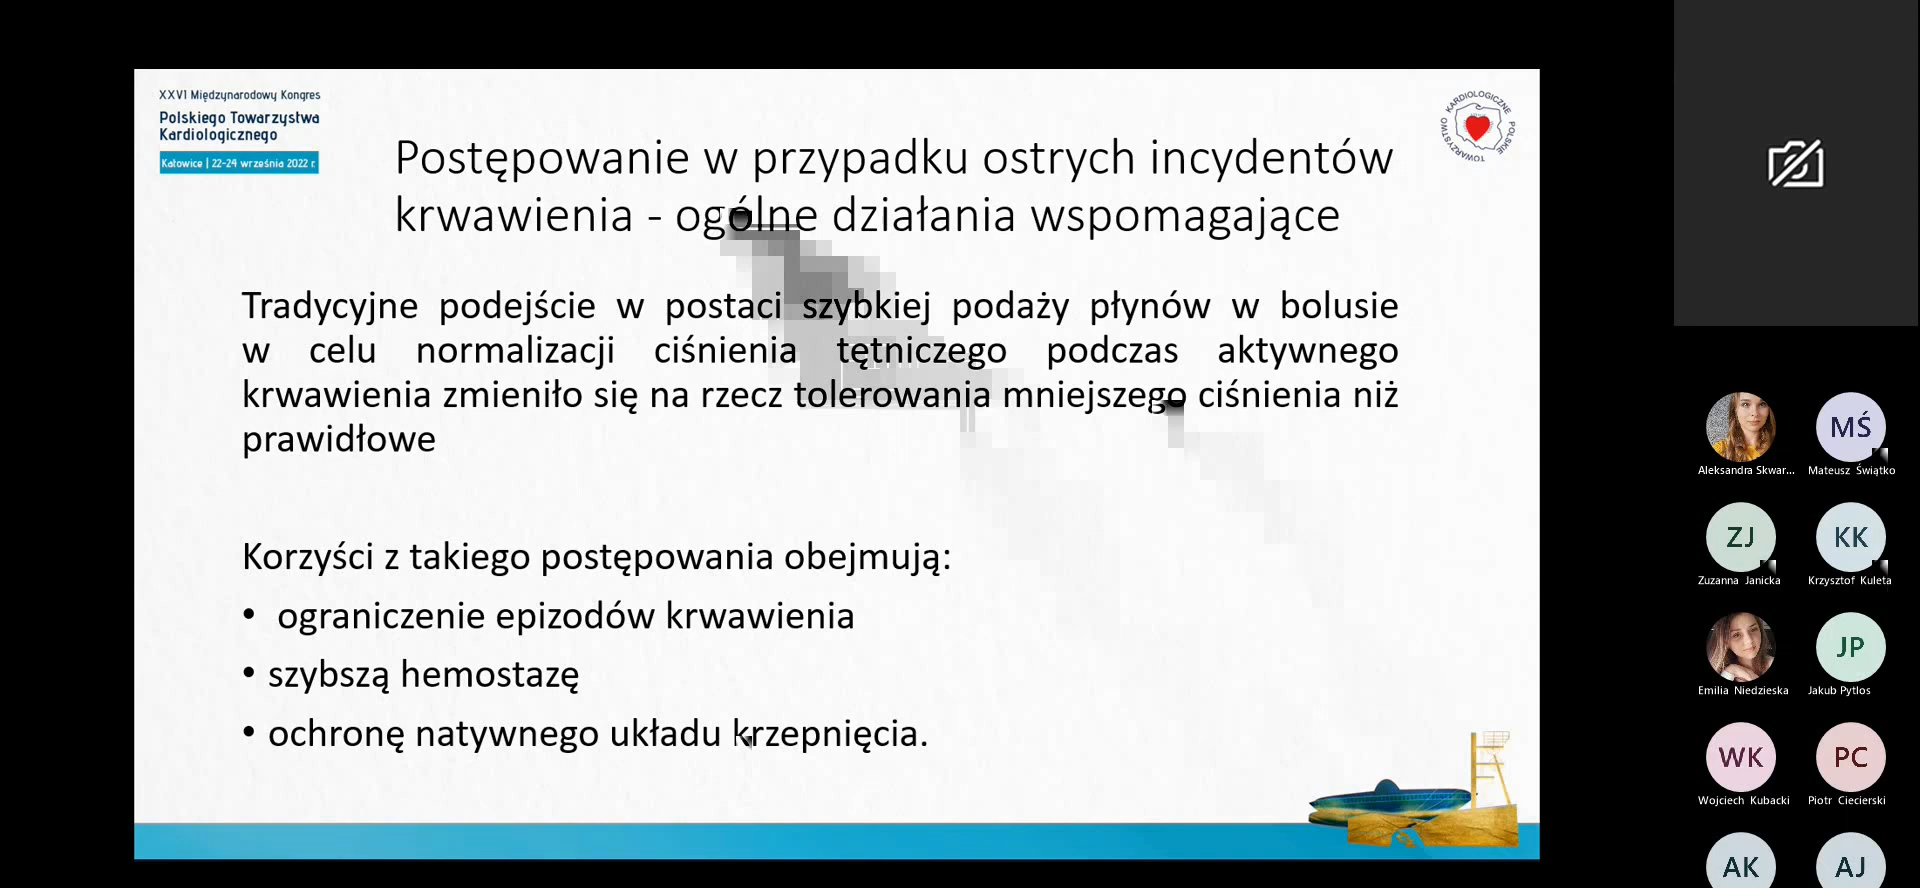 XXVI Międzynarodowy Kongres
Polskiego Towarzystwa
Kardiologicznego
Katowice | 22-24 września 2022 r.
POLSKIE TOWARZYSTWO KARDIOLOGICZNE
Postępowanie w przypadku ostrych incydentów
krwawienia - ogólne działania wspomagające
Tradycyjne podejście w postaci szybkiej podaży płynów w bolusie
w celu normalizacji ciśnienia tętniczego podczas aktywnego
krwawienia zmieniło się na rzecz tolerowania mniejszego ciśnienia niż
prawidłowe
Korzyści z takiego postępowania obejmują:
• ograniczenie epizodów krwawienia
• szybszą hemostazę
• ochronę natywnego układu krzepnięcia.
Aleksandra Skwar...
MŚ
Mateusz Świątko
ZJ
Zuzanna Janicka
KK
Krzysztof Kuleta
Emilia Niedzieska
JP
Jakub Pytlos
WK
Wojciech Kubacki
PC
Piotr Ciecierski
AK
AJ